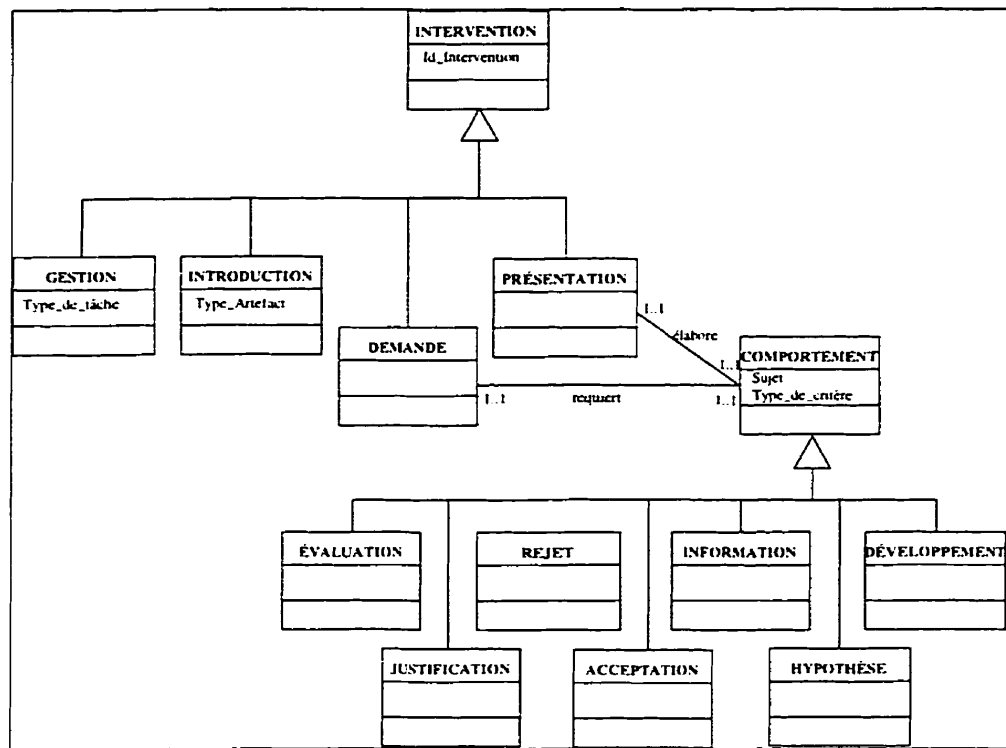 INTERVENTION
Id_Intervention
GESTION
Type_de_tâche
INTRODUCTION
Type_Artefact
DEMANDE
PRÉSENTATION
1..1
élabore
1..1
COMPORTEMENT
Sujet
Type_de_critère
1..1
requiert
1..1
ÉVALUATION
REJET
INFORMATION
DÉVELOPPEMENT
JUSTIFICATION
ACCEPTATION
HYPOTHÈSE